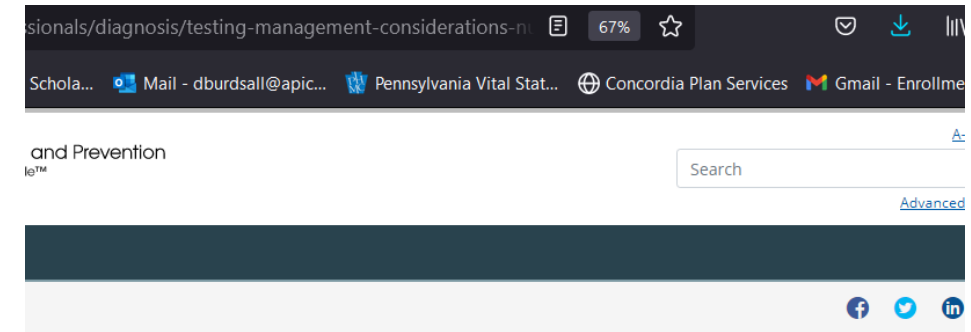 sionals/diagnosis/testing-management-considerations-n 67%
Schola... Mail - dburdsall@apic... Pennsylvania Vital Stat... Concordia Plan Services Gmail - Enrollme
and Prevention
le™
A-
Search
Advanced